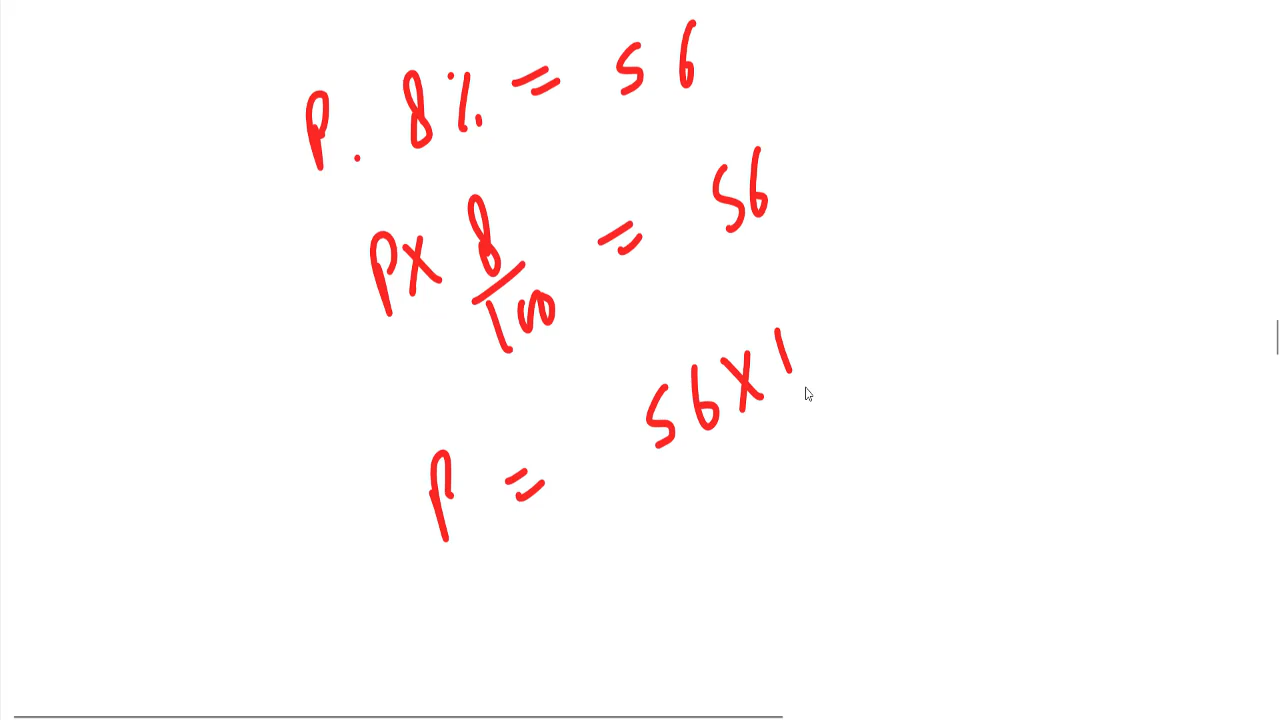 P. 8% = 56
P × 8/100 = 56
P = 56 × 1